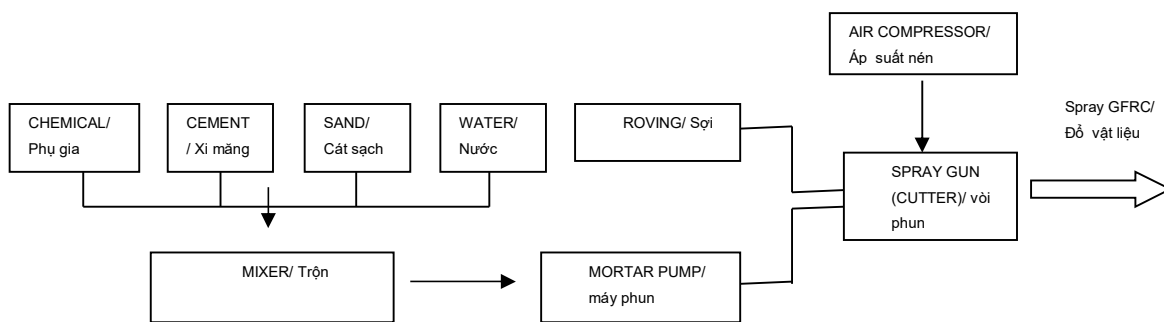 AIR COMPRESSOR/
Áp suất nén
CHEMICAL/
Phụ gia
CEMENT
/ Xi măng
SAND/
Cát sạch
WATER/
Nước
ROVING/ Sợi
Spray GFRC/
Đổ vật liệu
SPRAY GUN
(CUTTER)/ vòi
phun
MIXER/ Trộn
MORTAR PUMP/
máy phun